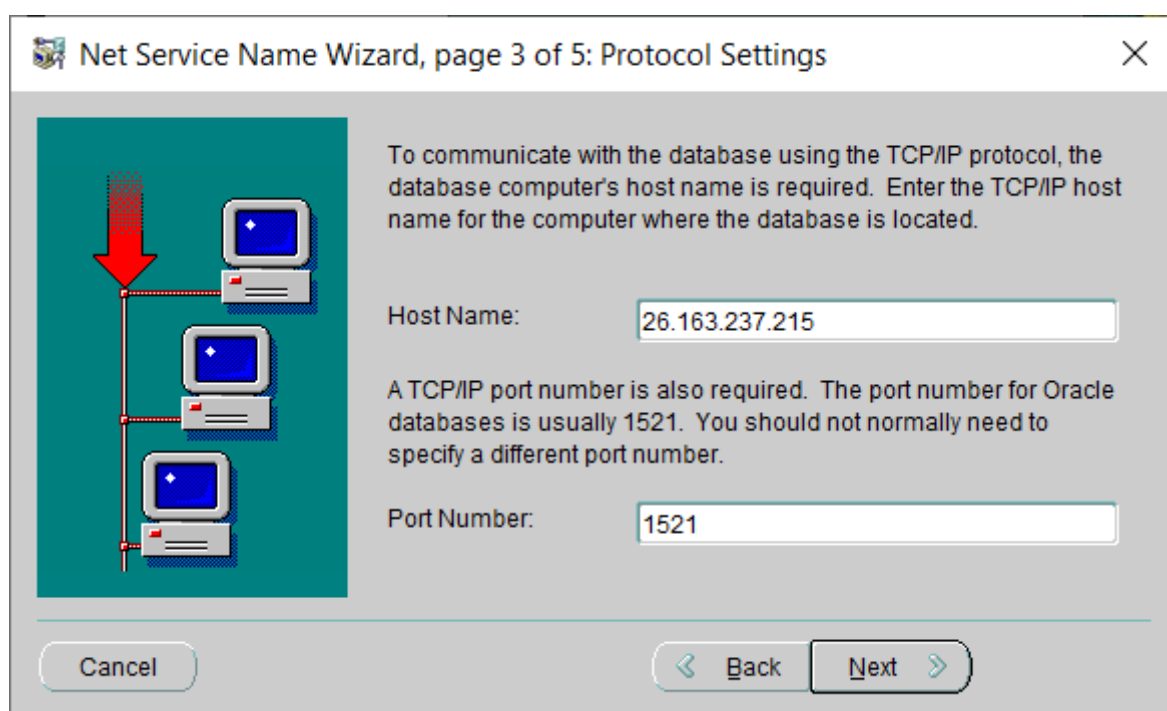 Net Service Name Wizard, page 3 of 5: Protocol Settings
To communicate with the database using the TCP/IP protocol, the
database computer's host name is required. Enter the TCP/IP host
name for the computer where the database is located.
Host Name: 26.163.237.215
A TCP/IP port number is also required. The port number for Oracle
databases is usually 1521. You should not normally need to
specify a different port number.
Port Number: 1521
Cancel Back Next